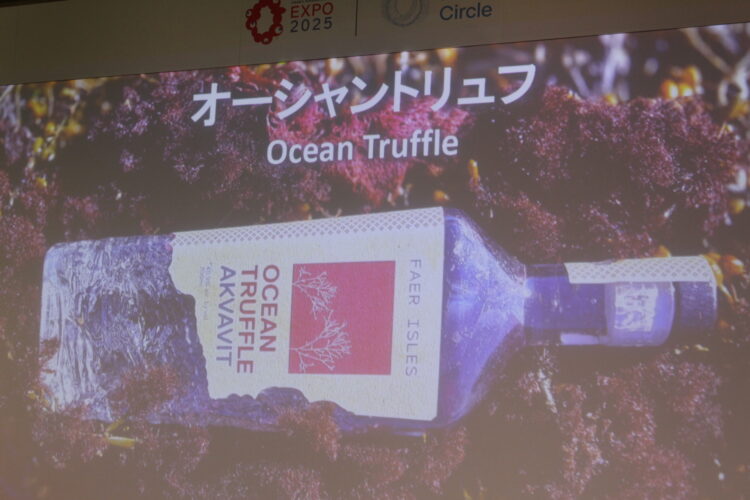 EXPO
2025
Circle
オーシャントリュフ
Ocean Truffle
FAER ISLES
OCEAN
TRUFFLE
AKVAVIT